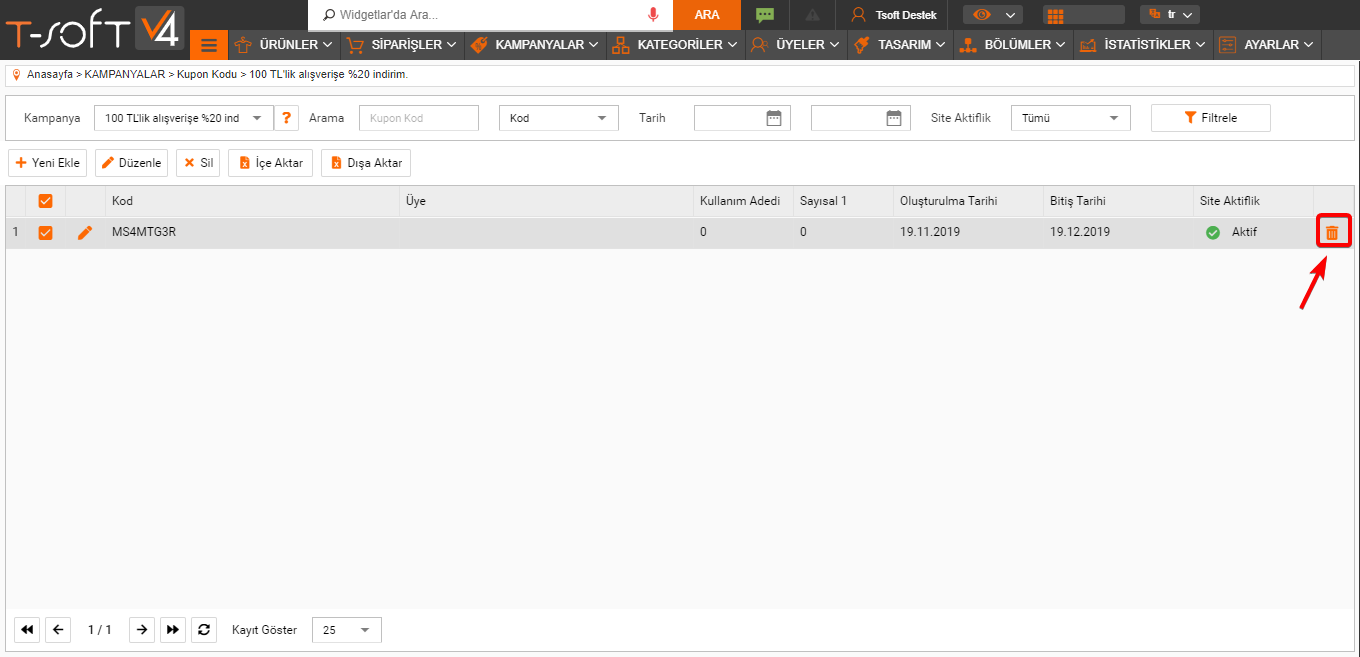 T-SOFT V4
Widgetlar'da Ara...
ARA
Tsoft Destek
tr
ÜRÜNLER
SİPARİŞLER
KAMPANYALAR
KATEGORİLER
ÜYELER
TASARIM
BÖLÜMLER
İSTATİSTİKLER
AYARLAR
Anasayfa > KAMPANYALAR > Kupon Kodu > 100 TL'lik alışverişe %20 indirim.
Kampanya
100 TL'lik alışverişe %20 ind
?
Arama
Kupon Kod
Kod
Tarih
Site Aktiflik
Tümü
Filtrele
Yeni Ekle
Düzenle
Sil
İçe Aktar
Dışa Aktar
Kod Üye Kullanım Adedi Sayısal 1 Oluşturulma Tarihi Bitiş Tarihi Site Aktiflik
1 MS4MTG3R 0 0 19.11.2019 19.12.2019 Aktif
1 / 1
Kayıt Göster
25